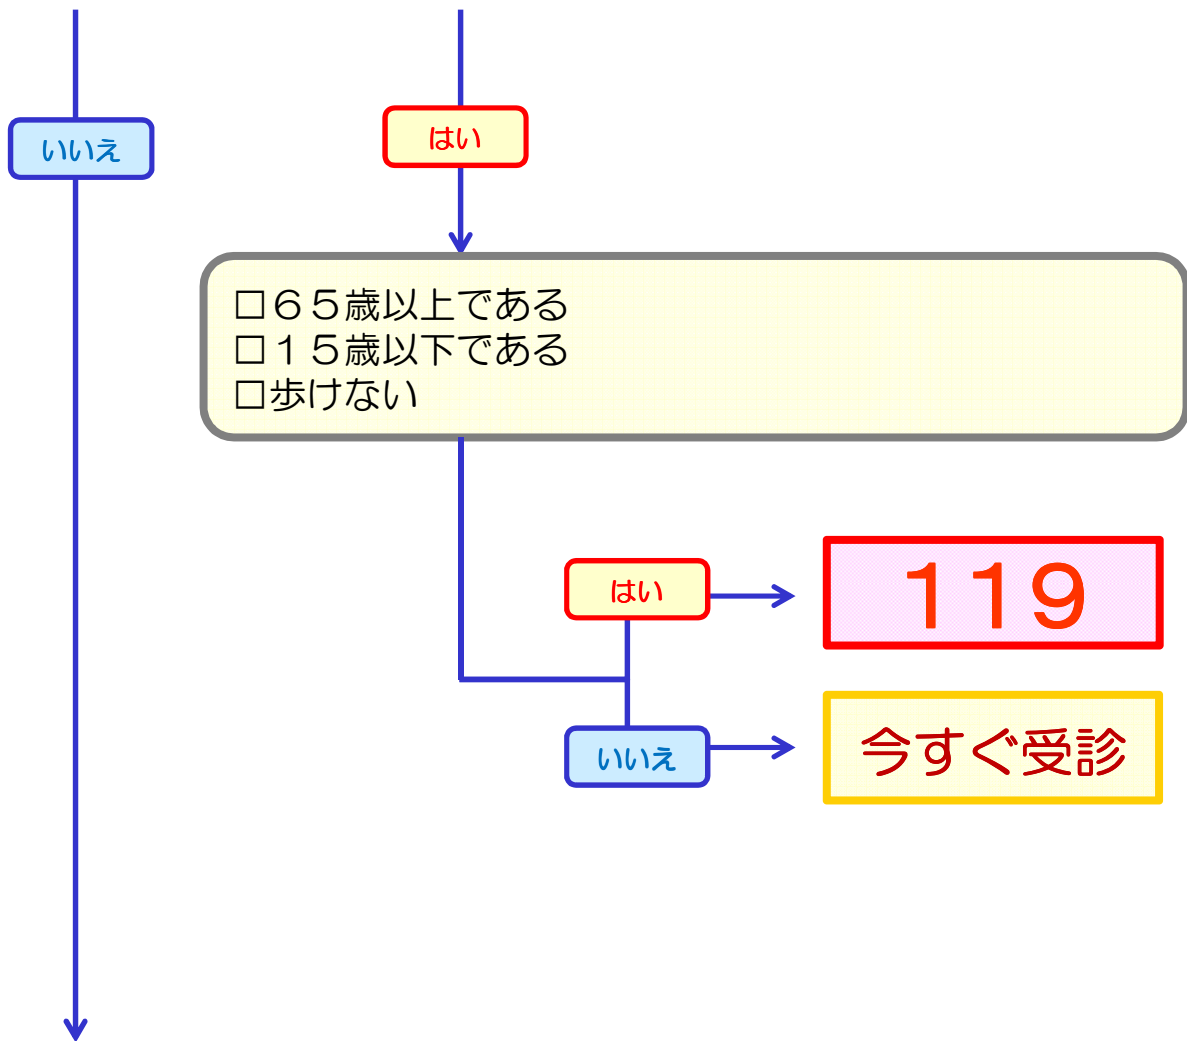 いいえ
はい
□６５歳以上である
□１５歳以下である
□歩けない
はい
１１９
いいえ
今すぐ受診